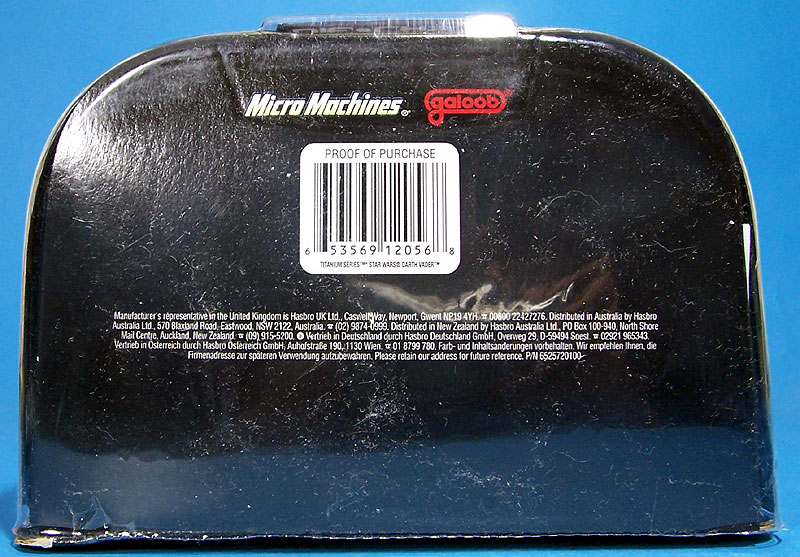 Micro Machines®
galoob
PROOF OF PURCHASE
6 53569 12056 8
TITANIUM SERIES™ STAR WARS® DARTH VADER™
Manufacturer's representative in the United Kingdom is Hasbro UK Ltd., Caswell Way, Newport, Gwent NP19 4YH. ☎ 00800 22427276. Distributed in Australia by Hasbro
Australia Ltd., 570 Blaxland Road, Eastwood, NSW 2122, Australia. ☎ (02) 9874-0999. Distributed in New Zealand by Hasbro Australia Ltd., PO Box 100-940, North Shore
Mail Centre, Auckland, New Zealand. ☎ (09) 915-5200. Vertrieb in Deutschland durch Hasbro Deutschland GmbH, Overweg 29, D-59494 Soest. ☎ 02921 965343.
Vertrieb in Österreich durch Hasbro Österreich GmbH, Auhofstraße 190, 1130 Wien. ☎ 01 8799 780. Farb- und Inhaltsänderungen vorbehalten. Wir empfehlen Ihnen, die
Firmenadresse zur späteren Verwendung aufzubewahren. Please retain our address for future reference. P/N 6525720100